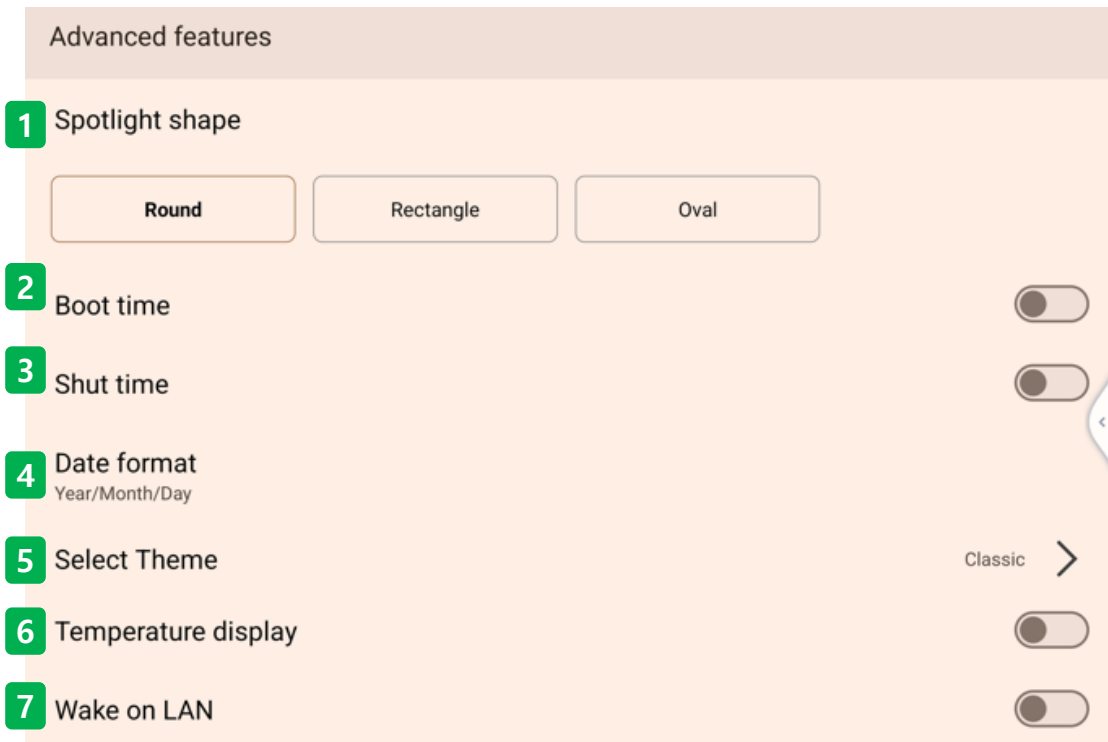 Advanced features
1 Spotlight shape
Round Rectangle Oval
2 Boot time
3 Shut time
4 Date format
Year/Month/Day
5 Select Theme Classic
6 Temperature display
7 Wake on LAN